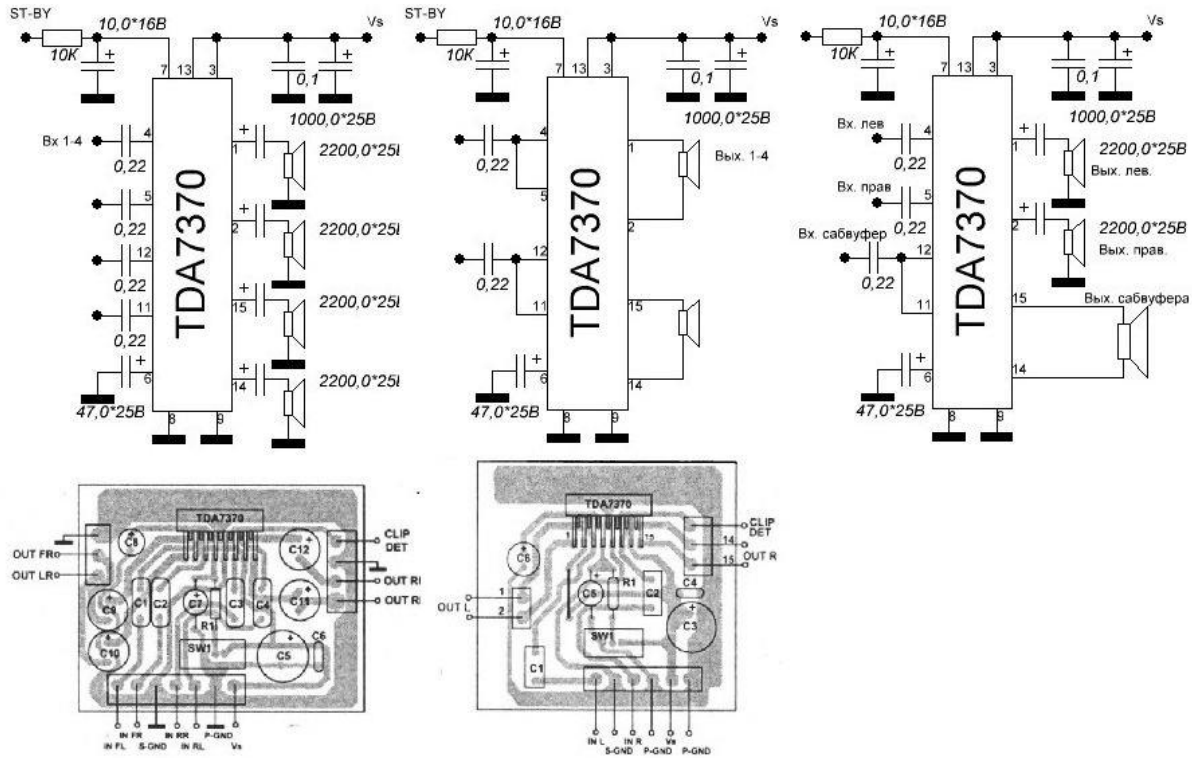 ST-BY
10,0*16В
Vs
10К
7
13
3
0,1
1000,0*25В
Вх 1-4
4
0,22
1
2200,0*25
5
0,22
2
2200,0*25
12
0,22
TDA7370
11
0,22
15
2200,0*25
6
14
2200,0*25
47,0*25В
8
9
ST-BY
10,0*16В
Vs
10К
7
13
3
0,1
1000,0*25В
4
0,22
1
Вых. 1-4
5
2
TDA7370
12
0,22
11
15
6
14
47,0*25В
8
9
10,0*16В
Vs
10К
7
13
3
0,1
1000,0*25В
Вх. лев
4
0,22
1
2200,0*25В
Вых. лев.
Вх. прав
5
0,22
2
2200,0*25В
Вых. прав.
Вх. сабвуфер
12
0,22
TDA7370
11
15
Вых. сабвуфера
6
14
47,0*25В
8
9
TDA7370
CLIP
DET
OUT FR
OUT LR
OUT RI
OUT RI
C8
C12
C9
C1
C2
C7
R1
C3
C4
C11
C10
SW1
C5
C6
IN FL
IN FR
S-GND
IN RR
IN RL
P-GND
Vs
TDA7370
1
15
CLIP
DET
14
15
OUT R
C6
C5
R1
C2
C4
C3
1
OUT L
2
SW1
C1
IN L
S-GND
IN R
P-GND
Vs
P-GND